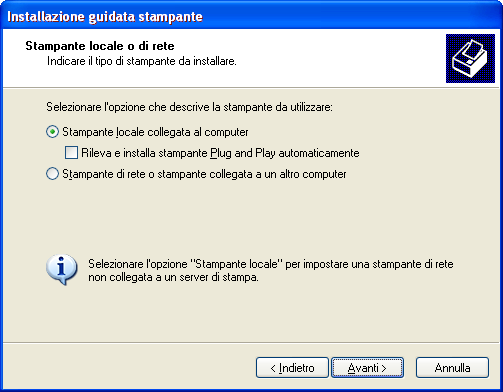 Installazione guidata stampante
Stampante locale o di rete
Indicare il tipo di stampante da installare.
Selezionare l'opzione che descrive la stampante da utilizzare:
Stampante locale collegata al computer
Rileva e installa stampante Plug and Play automaticamente
Stampante di rete o stampante collegata a un altro computer
Selezionare l'opzione "Stampante locale" per impostare una stampante di rete
non collegata a un server di stampa.
< Indietro
Avanti >
Annulla